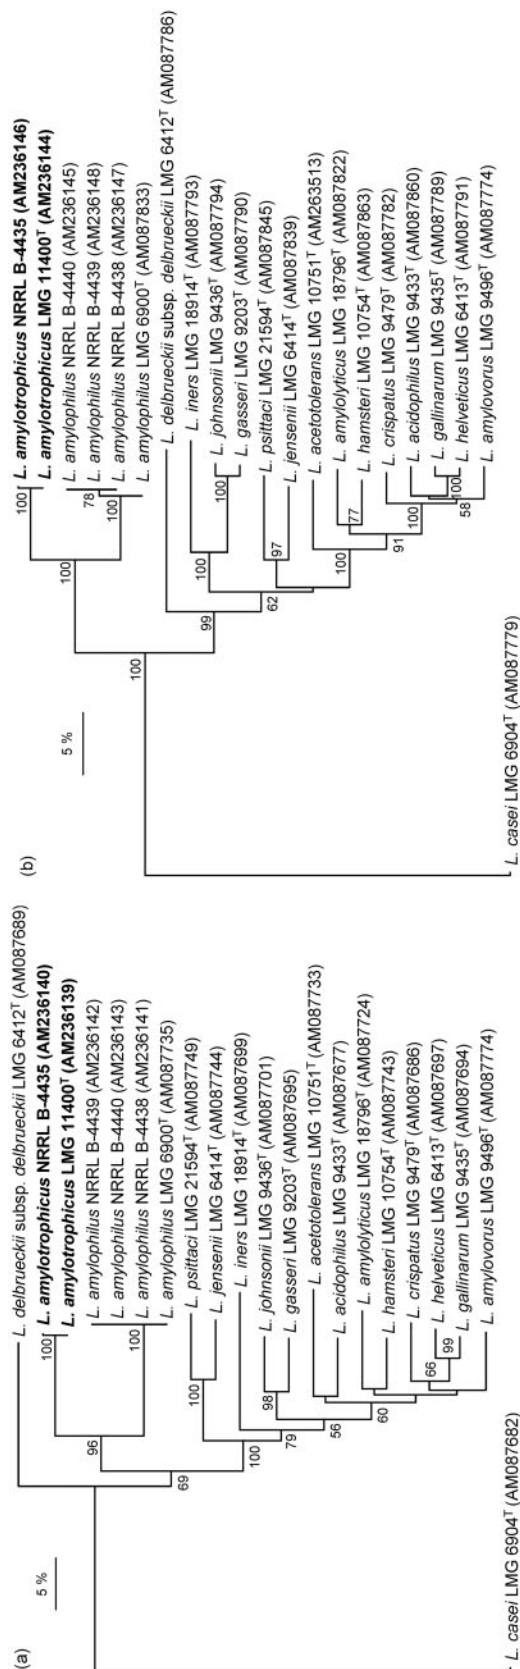 (a)
5 %
L. delbrueckii subsp. delbrueckii LMG 6412T (AM087689)
L. amylotrophicus NRRL B-4435 (AM236140)
L. amylotrophicus LMG 11400T (AM236139)
L. amylophilus NRRL B-4439 (AM236142)
L. amylophilus NRRL B-4440 (AM236143)
L. amylophilus NRRL B-4438 (AM236141)
L. amylophilus LMG 6900T (AM087735)
L. psittaci LMG 21594T (AM087749)
L. jensenii LMG 6414T (AM087744)
L. iners LMG 18914T (AM087699)
L. johnsonii LMG 9436T (AM087701)
L. gasseri LMG 9203T (AM087695)
L. acetotolerans LMG 10751T (AM087733)
L. acidophilus LMG 9433T (AM087677)
L. amylolyticus LMG 18796T (AM087724)
L. hamsteri LMG 10754T (AM087743)
L. crispatus LMG 9479T (AM087686)
L. helveticus LMG 6413T (AM087697)
L. gallinarum LMG 9435T (AM087694)
L. amylovorus LMG 9496T (AM087774)
L. casei LMG 6904T (AM087682)
100
96
100
69
100
100
79
98
56
60
66
99
(b)
5 %
L. amylotrophicus NRRL B-4435 (AM236146)
L. amylotrophicus LMG 11400T (AM236144)
L. amylophilus NRRL B-4440 (AM236145)
L. amylophilus NRRL B-4439 (AM236148)
L. amylophilus NRRL B-4438 (AM236147)
L. amylophilus LMG 6900T (AM087833)
L. delbrueckii subsp. delbrueckii LMG 6412T (AM087786)
L. iners LMG 18914T (AM087793)
L. johnsonii LMG 9436T (AM087794)
L. gasseri LMG 9203T (AM087790)
L. psittaci LMG 21594T (AM087845)
L. jensenii LMG 6414T (AM087839)
L. acetotolerans LMG 10751T (AM263513)
L. amylolyticus LMG 18796T (AM087822)
L. hamsteri LMG 10754T (AM087863)
L. crispatus LMG 9479T (AM087782)
L. acidophilus LMG 9433T (AM087860)
L. gallinarum LMG 9435T (AM087789)
L. helveticus LMG 6413T (AM087791)
L. amylovorus LMG 9496T (AM087774)
L. casei LMG 6904T (AM087779)
100
100
78
100
100
99
100
100
62
97
100
77
91
100
100
58